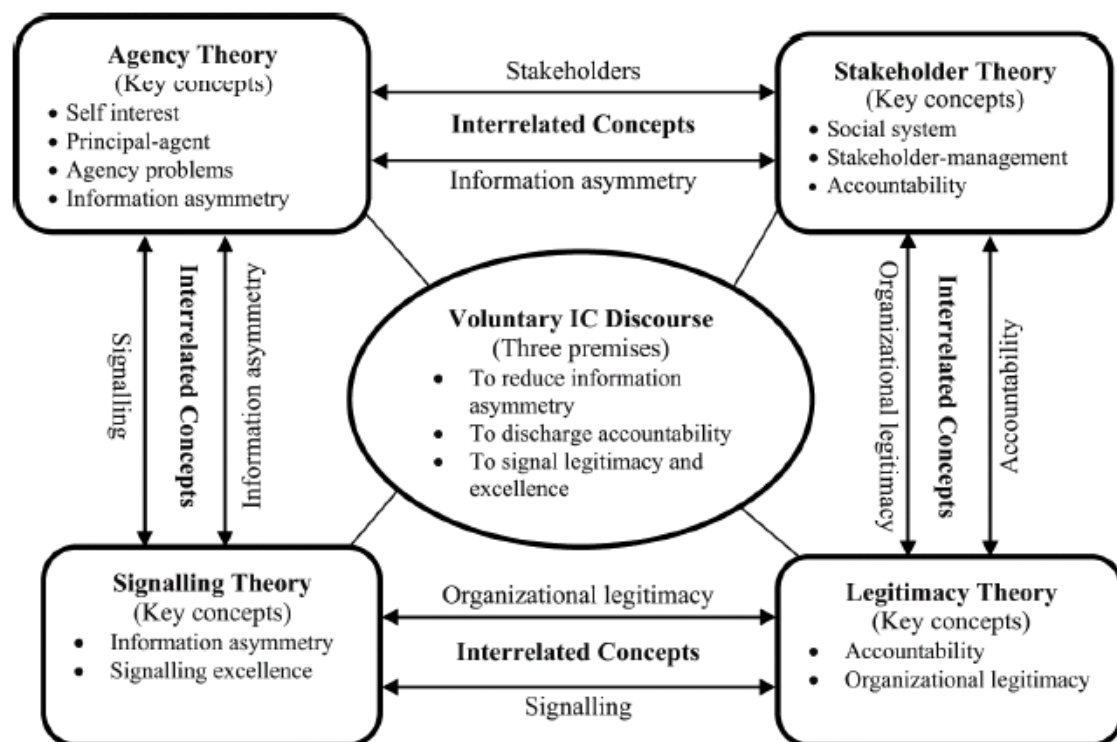 Agency Theory
(Key concepts)
• Self interest
• Principal-agent
• Agency problems
• Information asymmetry
Stakeholders
Interrelated Concepts
Information asymmetry
Stakeholder Theory
(Key concepts)
• Social system
• Stakeholder-management
• Accountability
Signalling
Interrelated Concepts
Information asymmetry
Voluntary IC Discourse
(Three premises)
• To reduce information
asymmetry
• To discharge accountability
• To signal legitimacy and
excellence
Organizational legitimacy
Interrelated Concepts
Accountability
Signalling Theory
(Key concepts)
• Information asymmetry
• Signalling excellence
Organizational legitimacy
Interrelated Concepts
Signalling
Legitimacy Theory
(Key concepts)
• Accountability
• Organizational legitimacy